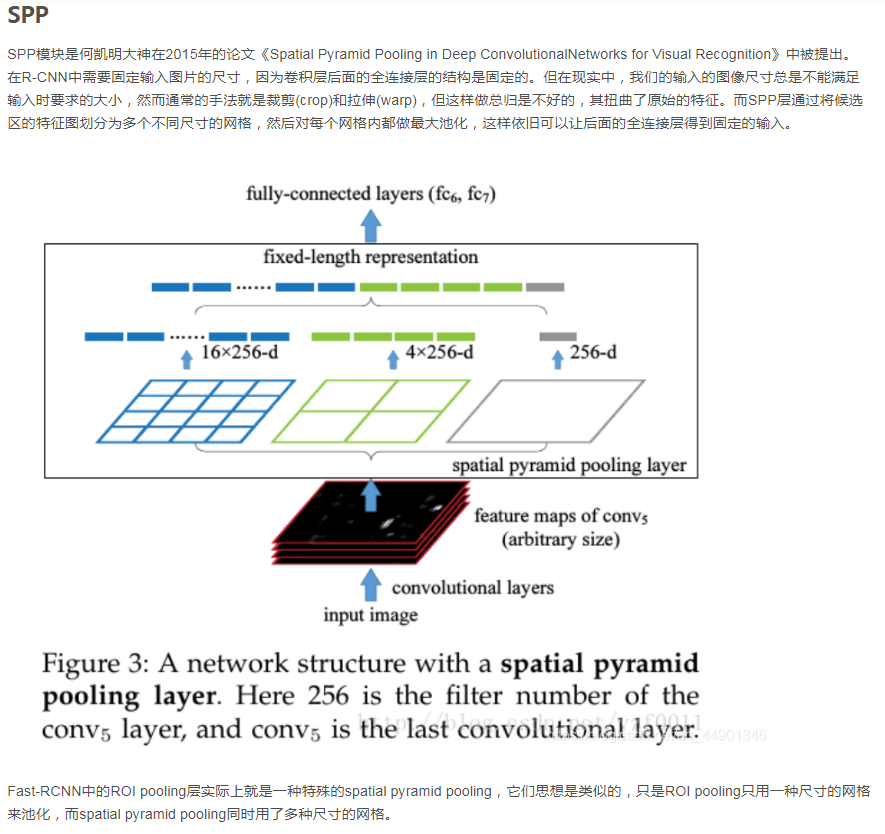 SPP
SPP模块是何凯明大神在2015年的论文《Spatial Pyramid Pooling in Deep ConvolutionalNetworks for Visual Recognition》中被提出。
在R-CNN中需要固定输入图片的尺寸，因为卷积层后面的全连接层的结构是固定的。但在现实中，我们的输入的图像尺寸总是不能满足
输入时要求的大小，然而通常的手法就是裁剪(crop)和拉伸(warp)，但这样做总归是不好的，其扭曲了原始的特征。而SPP层通过将候选
区的特征图划分为多个不同尺寸的网格，然后对每个网格内都做最大池化，这样依旧可以让后面的全连接层得到固定的输入。
fully-connected layers (fc₆, fc₇)
fixed-length representation
16×256-d
4×256-d
256-d
spatial pyramid pooling layer
feature maps of conv₅
(arbitrary size)
convolutional layers
input image
Figure 3: A network structure with a spatial pyramid
pooling layer. Here 256 is the filter number of the
conv₅ layer, and conv₅ is the last convolutional layer.
Fast-RCNN中的ROI pooling层实际上就是一种特殊的spatial pyramid pooling，它们思想是类似的，只是ROI pooling只用一种尺寸的网格
来池化，而spatial pyramid pooling同时用了多种尺寸的网格。